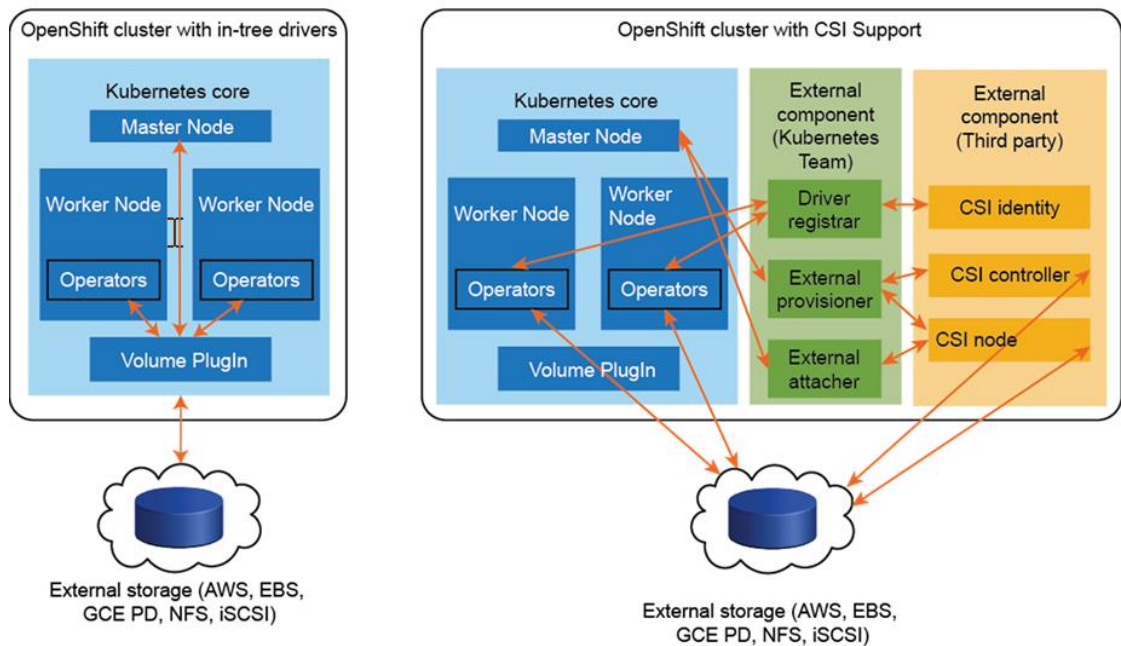 OpenShift cluster with in-tree drivers
Kubernetes core
Master Node
Worker Node
Worker Node
Operators
Operators
Volume PlugIn
External storage (AWS, EBS,
GCE PD, NFS, iSCSI)
OpenShift cluster with CSI Support
Kubernetes core
Master Node
Worker Node
Worker
Node
Operators
Operators
Volume PlugIn
External
component
(Kubernetes
Team)
Driver
registrar
External
provisioner
External
attacher
External
component
(Third party)
CSI identity
CSI controller
CSI node
External storage (AWS, EBS,
GCE PD, NFS, iSCSI)